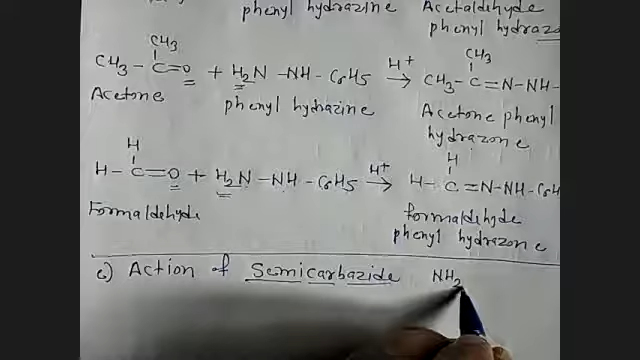 phenyl hydrazine Acetaldehyde
phenyl
CH3 CH3
CH3 - C = O + H2N - NH - C6H5 H+ → CH3 - C = N - NH -
Acetone phenyl hydrazine Acetone phenyl
hydrazone
H H
H - C = O + H2N - NH - C6H5 H+ → H - C = N - NH - C6H
Formaldehyde formaldehyde
phenyl hydrazone
c) Action of Semicarbazide NH2